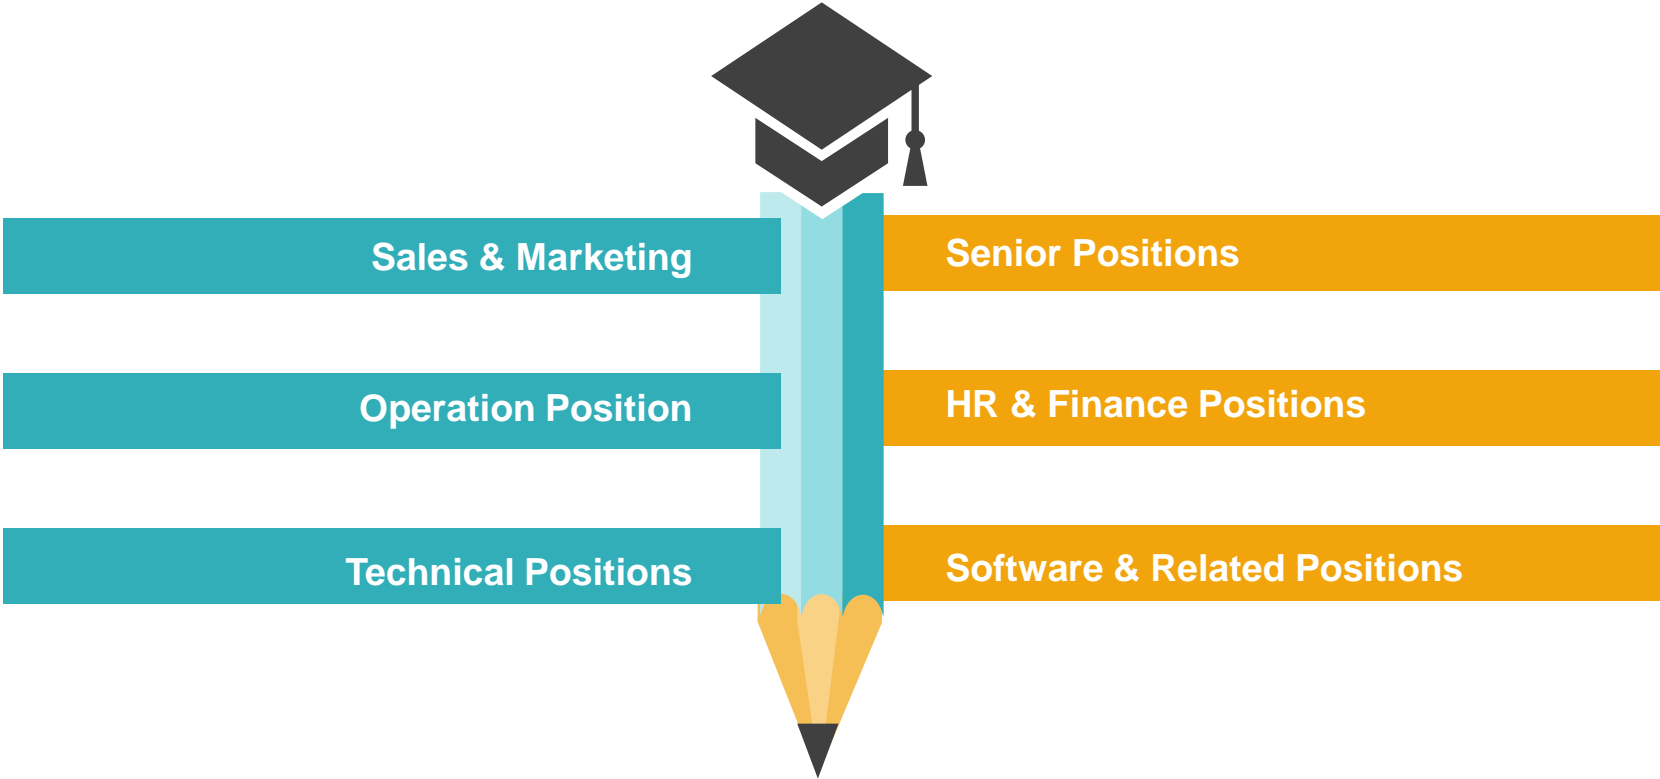 Sales & Marketing
Senior Positions
Operation Position
HR & Finance Positions
Technical Positions
Software & Related Positions